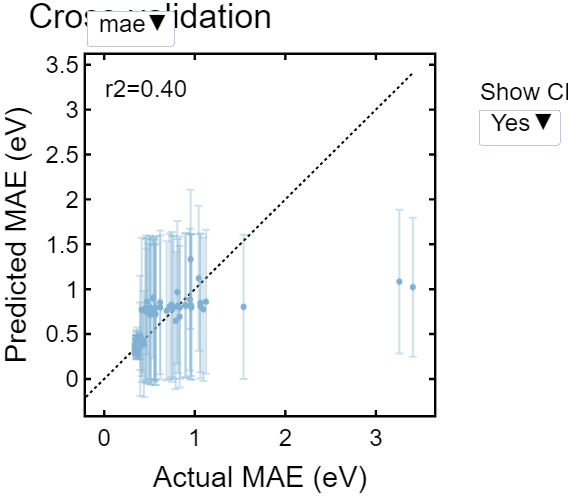 Cross validation
mae▼
Show CI
Yes ▼
r2=0.40
3.5
3
2.5
2
1.5
1
0.5
0
Predicted MAE (eV)
0
1
2
3
Actual MAE (eV)